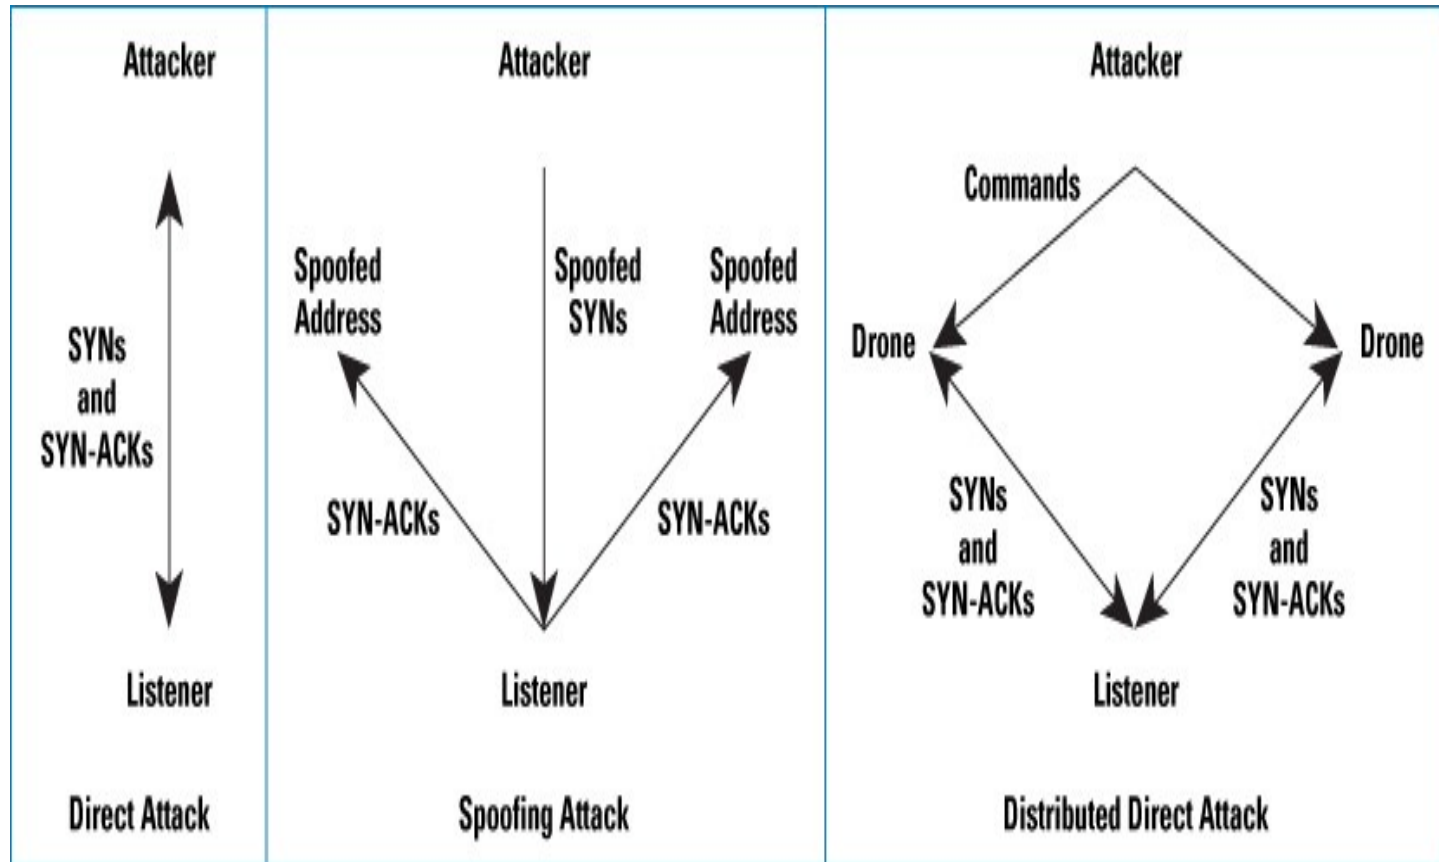 Attacker
SYNs
and
SYN-ACKs
Listener
Direct Attack
Attacker
Spoofed
Address
Spoofed
SYNs
Spoofed
Address
SYN-ACKs
SYN-ACKs
Listener
Spoofing Attack
Attacker
Commands
Drone
Drone
SYNs
and
SYN-ACKs
SYNs
and
SYN-ACKs
Listener
Distributed Direct Attack